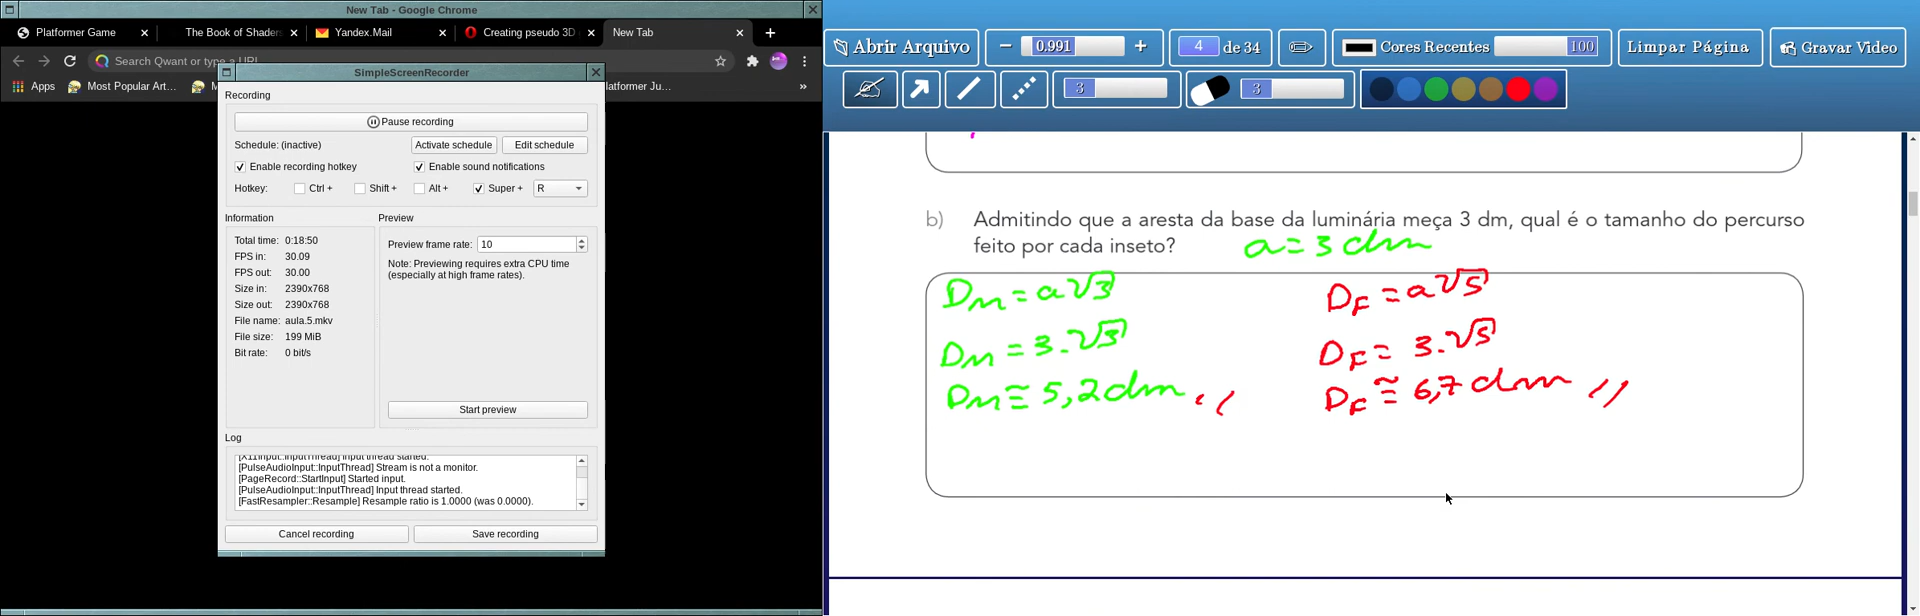 New Tab - Google Chrome
Platformer Game
The Book of Shader
Yandex.Mail
Creating pseudo 3D
New Tab
Search Qwant or type a URL
Apps
Most Popular Art...
M
latformer Ju...
»
SimpleScreenRecorder
Recording
Pause recording
Schedule: (inactive)
Activate schedule
Edit schedule
Enable recording hotkey
Enable sound notifications
Hotkey:
Ctrl +
Shift +
Alt +
Super +
R
Information
Total time: 0:18:50
FPS in: 30.09
FPS out: 30.00
Size in: 2390x768
Size out: 2390x768
File name: aula.5.mkv
File size: 199 MiB
Bit rate: 0 bit/s
Preview
Preview frame rate: 10
Note: Previewing requires extra CPU time
(especially at high frame rates).
Start preview
Log
[X11Input::InputThread] Input thread started.
[PulseAudioInput::InputThread] Stream is not a monitor.
[PageRecord::StartInput] Started input.
[PulseAudioInput::InputThread] Input thread started.
[FastResampler::Resample] Resample ratio is 1.0000 (was 0.0000).
Cancel recording
Save recording
Abrir Arquivo
− 0.991 +
4 de 34
Cores Recentes
100
Limpar Página
Gravar Video
3
3
b) Admitindo que a aresta da base da luminária meça 3 dm, qual é o tamanho do percurso
feito por cada inseto?
a = 3 dm
DM = a√3
DM = 3.√3
DM ≅ 5,2 dm
DF = a√5
DF = 3.√5
DF ≅ 6,7 dm